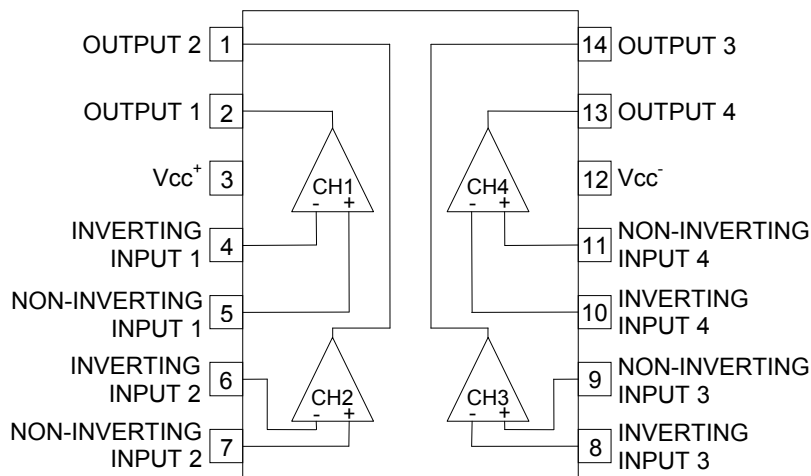 OUTPUT 2 1
14 OUTPUT 3
OUTPUT 1 2
13 OUTPUT 4
Vcc+ 3
12 Vcc-
CH1
- +
CH4
- +
INVERTING
INPUT 1
4
11
NON-INVERTING
INPUT 4
NON-INVERTING
INPUT 1
5
10
INVERTING
INPUT 4
INVERTING
INPUT 2
6
9
NON-INVERTING
INPUT 3
CH2
- +
CH3
- +
NON-INVERTING
INPUT 2
7
8
INVERTING
INPUT 3